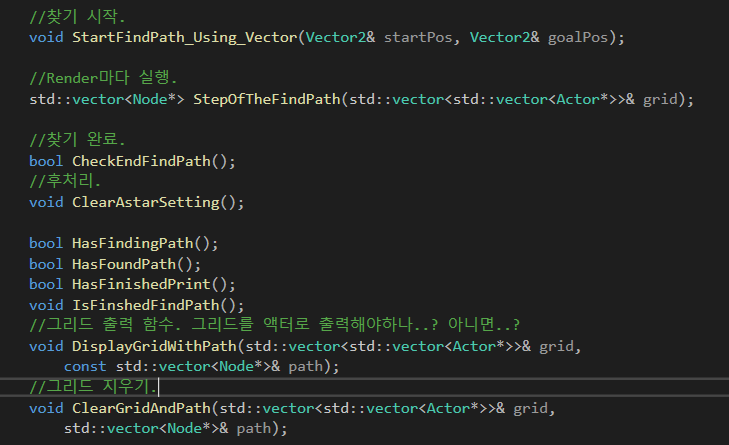 //찾기 시작.
void StartFindPath_Using_Vector(Vector2& startPos, Vector2& goalPos);
//Render마다 실행.
std::vector<Node*> StepOfTheFindPath(std::vector<std::vector<Actor*>>& grid);
//찾기 완료.
bool CheckEndFindPath();
//후처리.
void ClearAstarSetting();
bool HasFindingPath();
bool HasFoundPath();
bool HasFinishedPrint();
void IsFinshedFindPath();
//그리드 출력 함수. 그리드를 액터로 출력해야하나..? 아니면..?
void DisplayGridWithPath(std::vector<std::vector<Actor*>>& grid,
const std::vector<Node*>& path);
//그리드 지우기.
void ClearGridAndPath(std::vector<std::vector<Actor*>>& grid,
std::vector<Node*>& path);